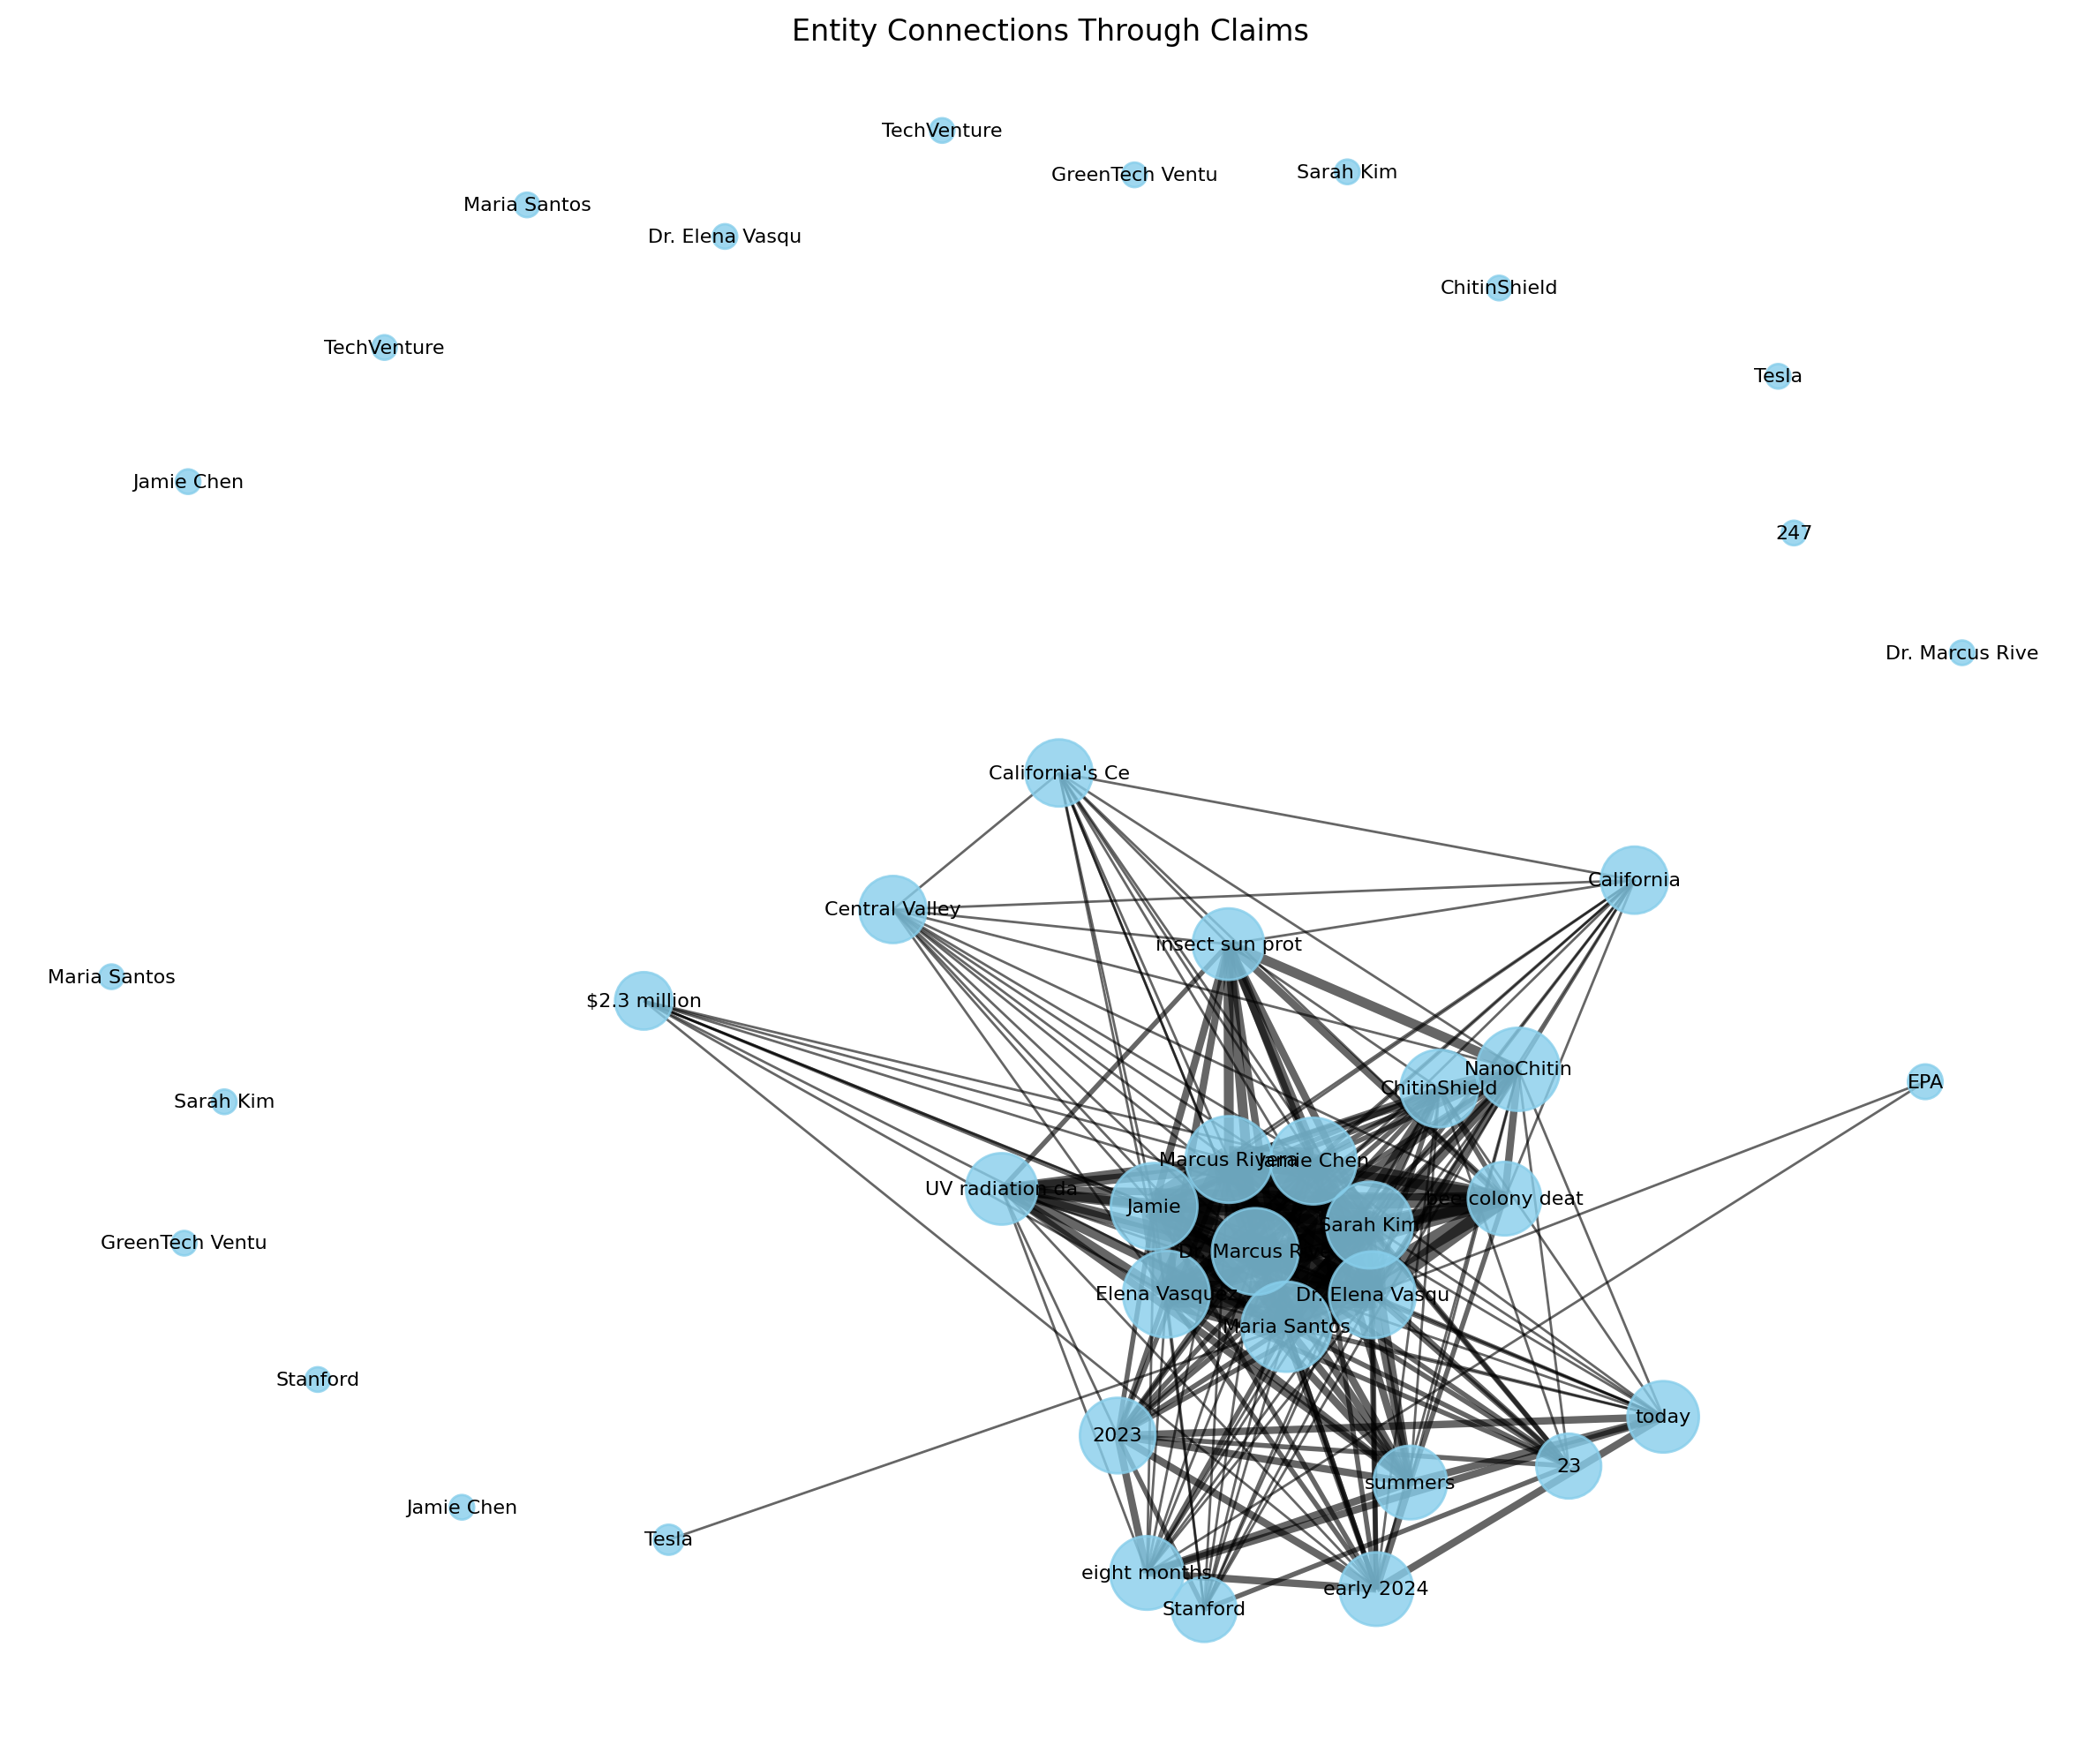 Entity Connections Through Claims
TechVenture
GreenTech Ventu
Sarah Kim
Maria Santos
Dr. Elena Vasqu
ChitinShield
TechVenture
Tesla
Jamie Chen
247
Dr. Marcus Rive
California's Ce
California
Central Valley
insect sun prot
Maria Santos
$2.3 million
NanoChitin
EPA
ChitinShield
Sarah Kim
Marcus Rivera
Jamie Chen
UV radiation da
colony deat
Jamie
Sarah Kim
GreenTech Ventu
Dr. Marcus
Elena Vasquez
Dr. Elena Vasqu
Maria Santos
Stanford
today
2023
23
summers
Jamie Chen
Tesla
eight months
early 2024
Stanford